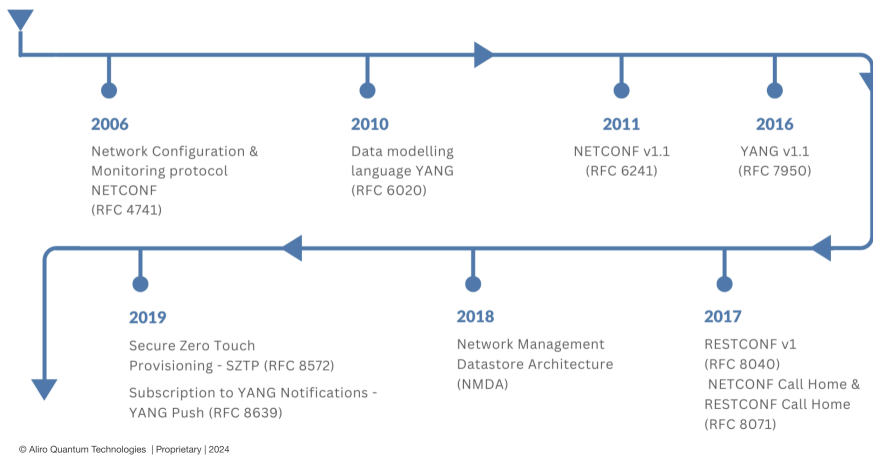 2006
Network Configuration &
Monitoring protocol
NETCONF
(RFC 4741)
2010
Data modelling
language YANG
(RFC 6020)
2011
NETCONF v1.1
(RFC 6241)
2016
YANG v1.1
(RFC 7950)
2017
RESTCONF v1
(RFC 8040)
NETCONF Call Home &
RESTCONF Call Home
(RFC 8071)
2018
Network Management
Datastore Architecture
(NMDA)
2019
Secure Zero Touch
Provisioning - SZTP (RFC 8572)
Subscription to YANG Notifications -
YANG Push (RFC 8639)
© Aliro Quantum Technologies | Proprietary | 2024